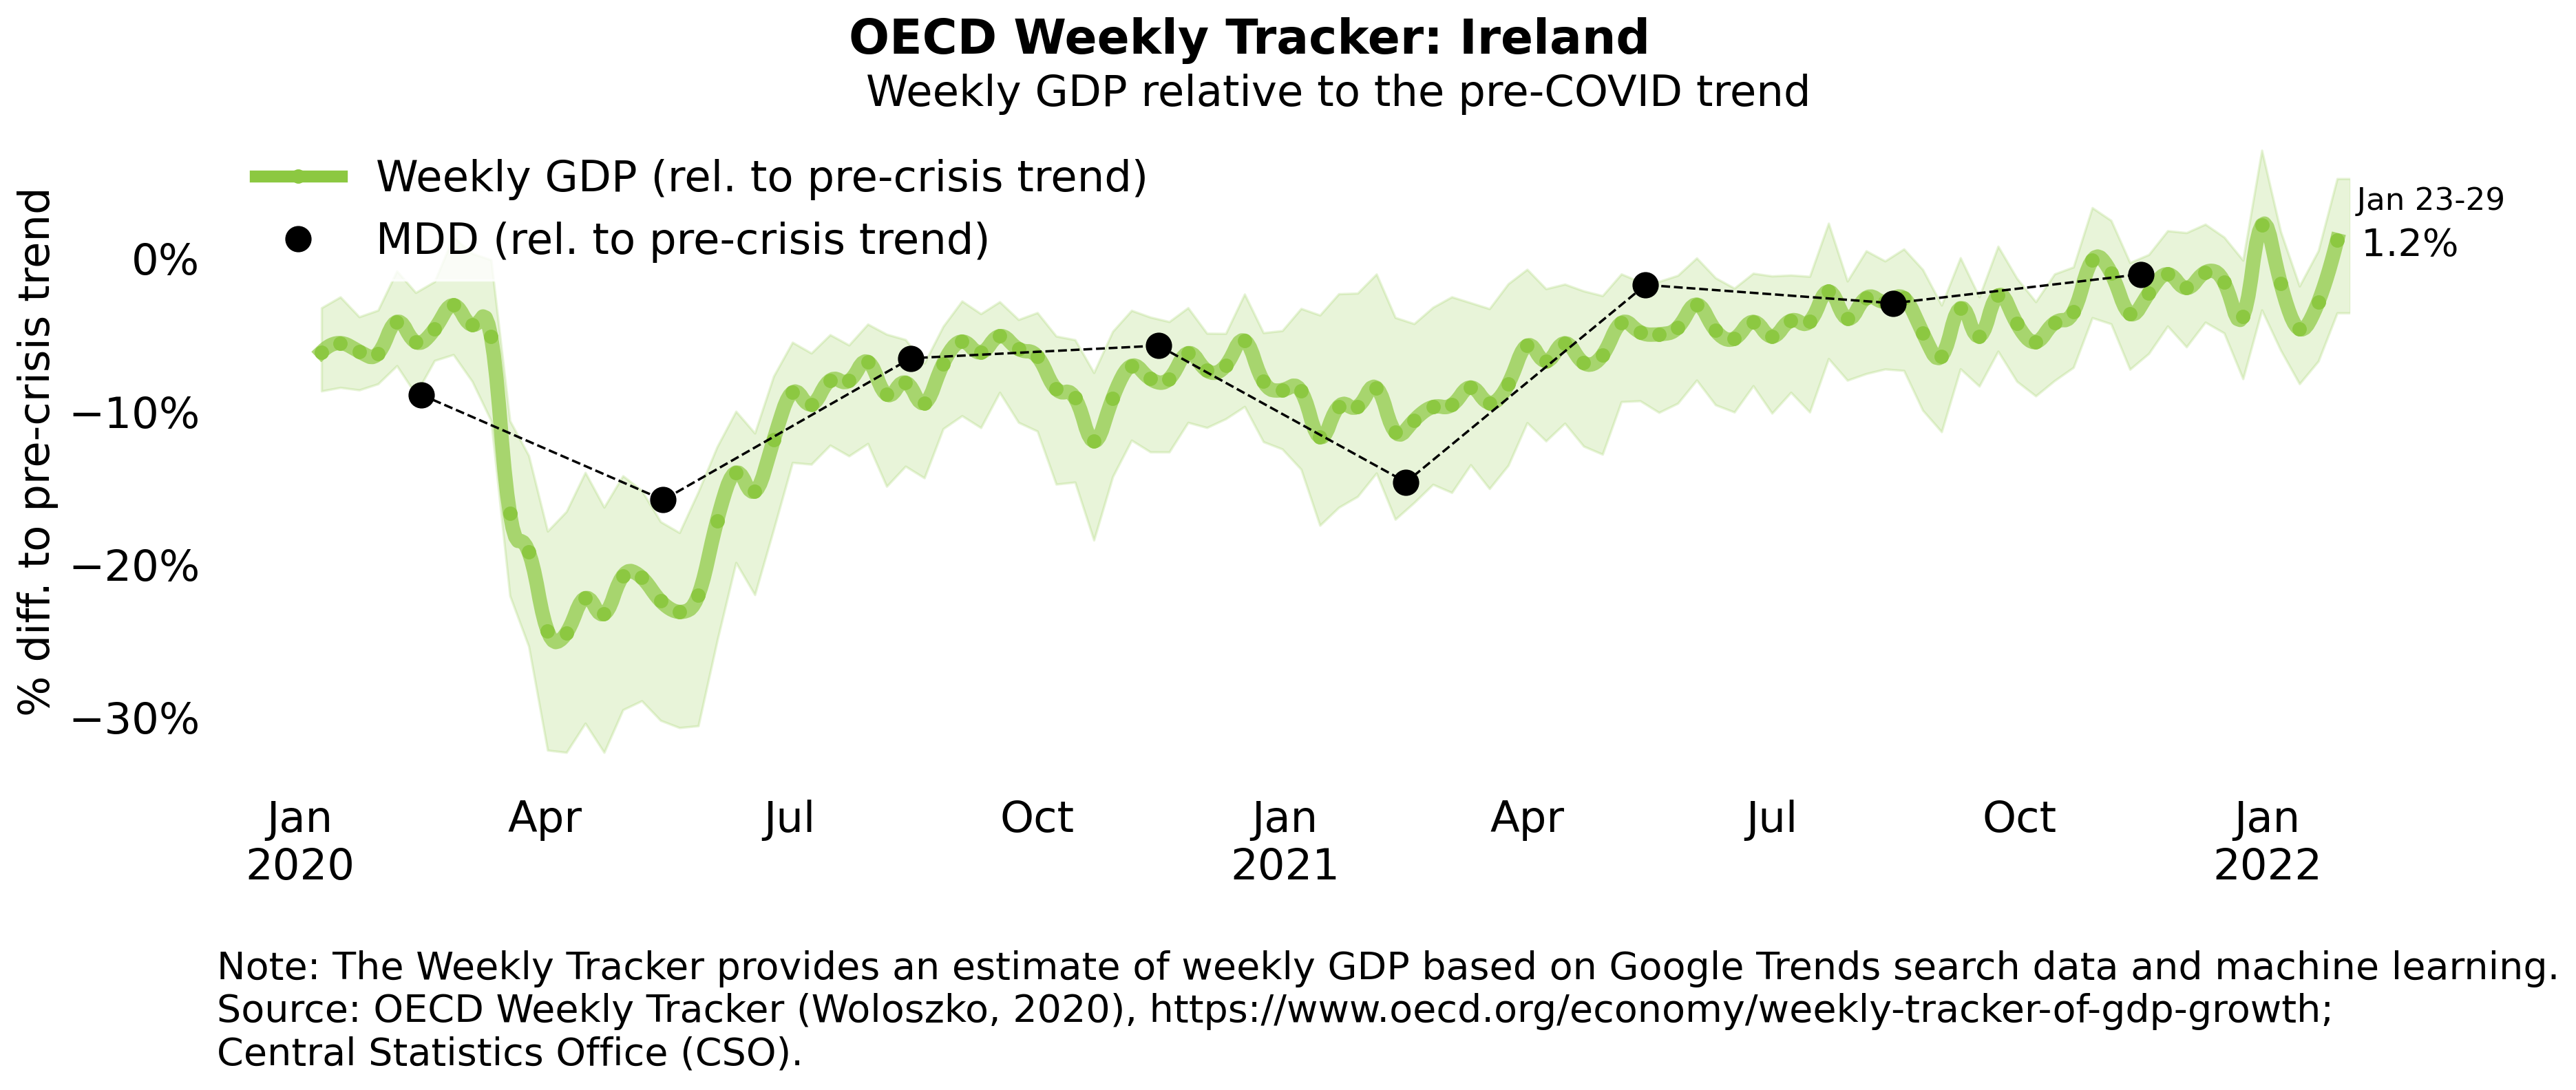 OECD Weekly Tracker: Ireland
Weekly GDP relative to the pre-COVID trend
Weekly GDP (rel. to pre-crisis trend)
MDD (rel. to pre-crisis trend)
% diff. to pre-crisis trend
0%
−10%
−20%
−30%
Jan 23-29
1.2%
Jan Apr Jul Oct Jan Apr Jul Oct Jan
2020 2021 2022
Note: The Weekly Tracker provides an estimate of weekly GDP based on Google Trends search data and machine learning.
Source: OECD Weekly Tracker (Woloszko, 2020), https://www.oecd.org/economy/weekly-tracker-of-gdp-growth;
Central Statistics Office (CSO).